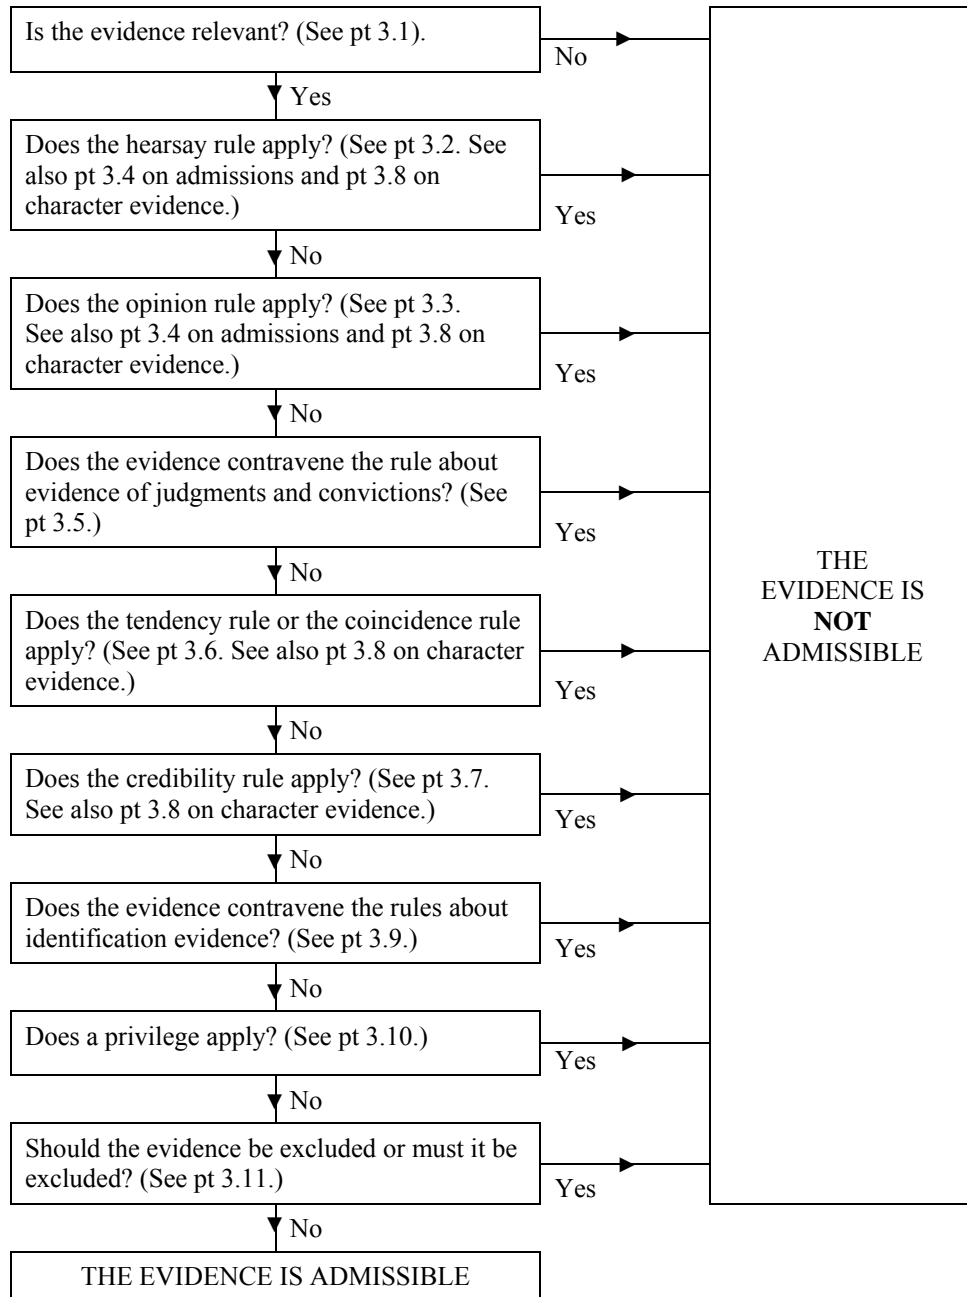 Is the evidence relevant? (See pt 3.1).
No
Yes
Does the hearsay rule apply? (See pt 3.2. See
also pt 3.4 on admissions and pt 3.8 on
character evidence.)
Yes
No
Does the opinion rule apply? (See pt 3.3.
See also pt 3.4 on admissions and pt 3.8 on
character evidence.)
Yes
No
Does the evidence contravene the rule about
evidence of judgments and convictions? (See
pt 3.5.)
Yes
No
Does the tendency rule or the coincidence rule
apply? (See pt 3.6. See also pt 3.8 on character
evidence.)
Yes
No
Does the credibility rule apply? (See pt 3.7.
See also pt 3.8 on character evidence.)
Yes
No
Does the evidence contravene the rules about
identification evidence? (See pt 3.9.)
Yes
No
Does a privilege apply? (See pt 3.10.)
Yes
No
Should the evidence be excluded or must it be
excluded? (See pt 3.11.)
Yes
No
THE EVIDENCE IS ADMISSIBLE
THE
EVIDENCE IS
NOT
ADMISSIBLE